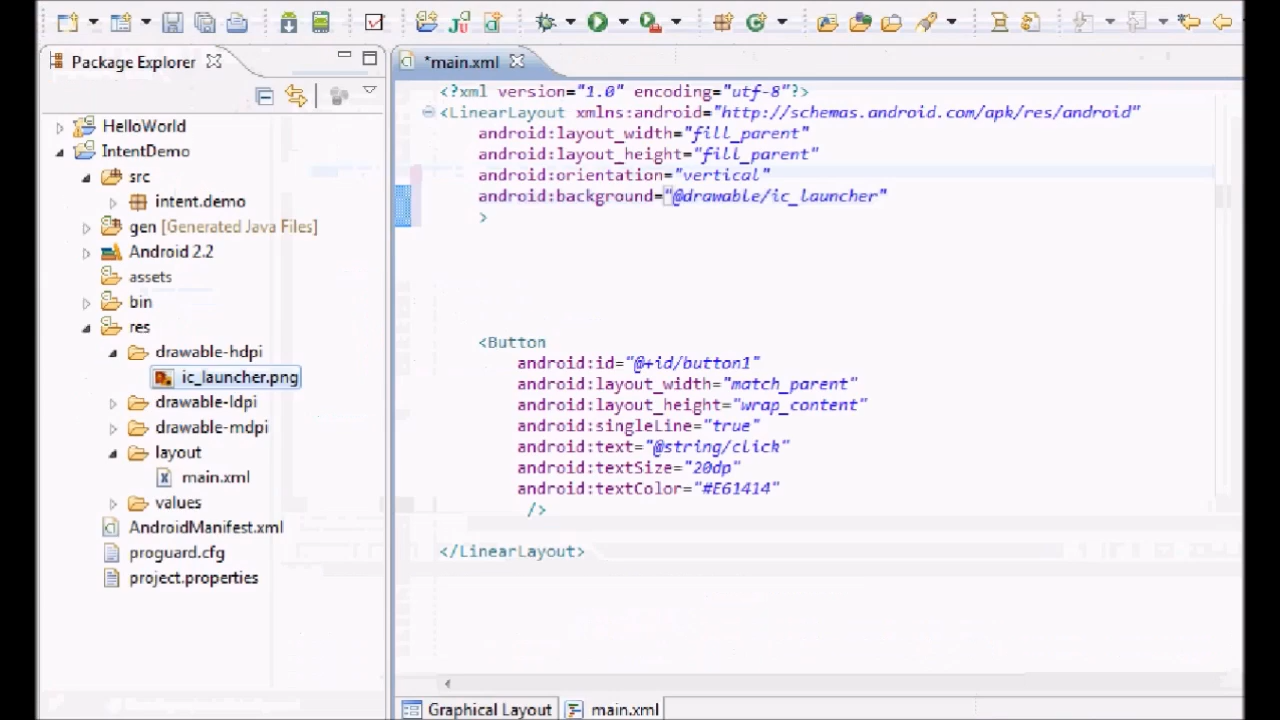 Package Explorer
HelloWorld
IntentDemo
src
intent.demo
gen [Generated Java Files]
Android 2.2
assets
bin
res
drawable-hdpi
ic_launcher.png
drawable-ldpi
drawable-mdpi
layout
main.xml
values
AndroidManifest.xml
proguard.cfg
project.properties
*main.xml
<?xml version="1.0" encoding="utf-8"?>
<LinearLayout xmlns:android="http://schemas.android.com/apk/res/android"
android:layout_width="fill_parent"
android:layout_height="fill_parent"
android:orientation="vertical"
android:background="@drawable/ic_launcher"
>
<Button
android:id="@+id/button1"
android:layout_width="match_parent"
android:layout_height="wrap_content"
android:singleLine="true"
android:text="@string/click"
android:textSize="20dp"
android:textColor="#E61414"
/>
</LinearLayout>
Graphical Layout
main.xml